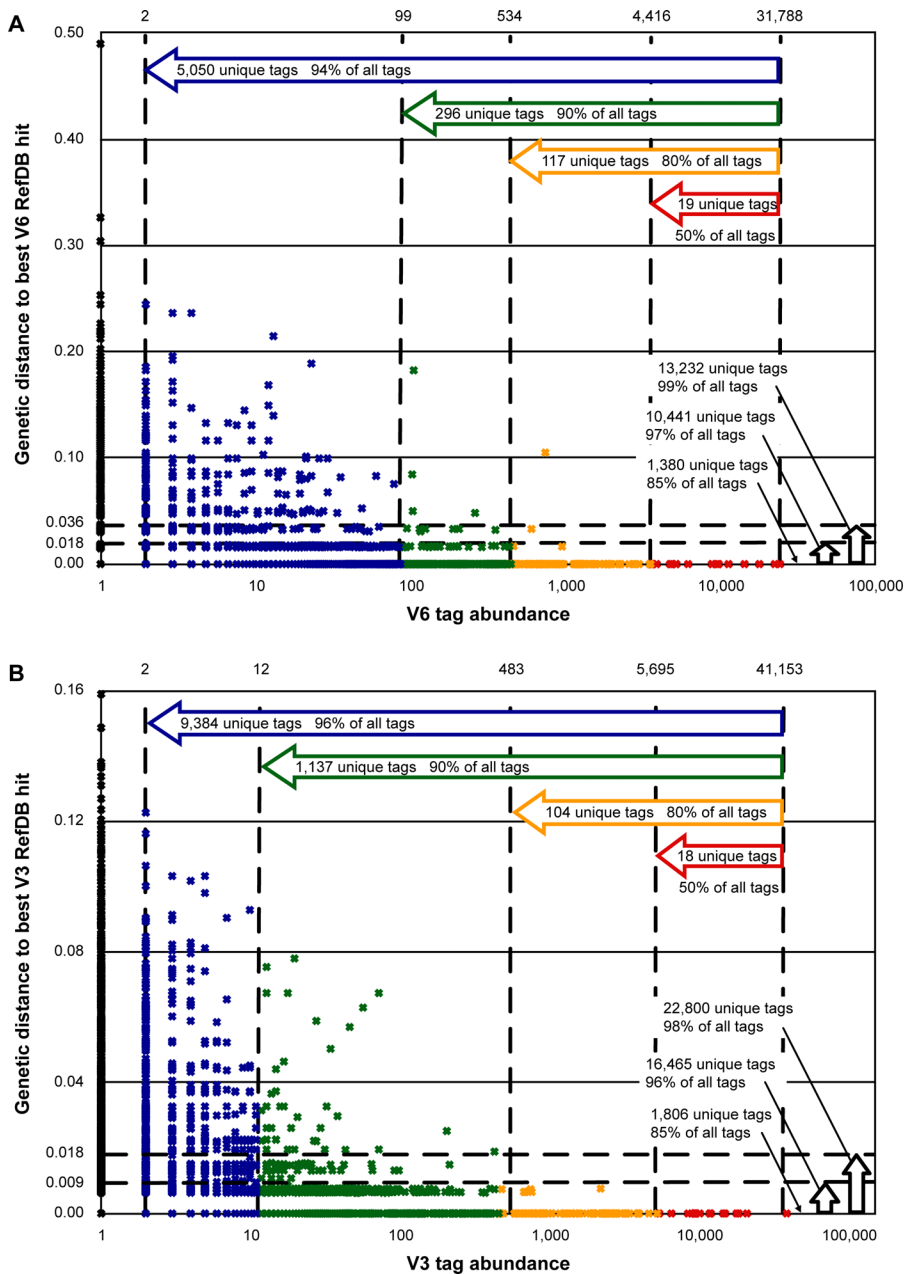 A
2 99 534 4,416 31,788
0.50
5,050 unique tags 94% of all tags
296 unique tags 90% of all tags
0.40
117 unique tags 80% of all tags
19 unique tags
50% of all tags
0.30
0.20
13,232 unique tags
99% of all tags
10,441 unique tags
97% of all tags
0.10
1,380 unique tags
85% of all tags
0.036
0.018
0.00
Genetic distance to best V6 RefDB hit
1 10 100 1,000 10,000 100,000
V6 tag abundance
B
2 12 483 5,695 41,153
0.16
9,384 unique tags 96% of all tags
1,137 unique tags 90% of all tags
0.12
104 unique tags 80% of all tags
18 unique tags
50% of all tags
0.08
22,800 unique tags
98% of all tags
16,465 unique tags
96% of all tags
0.04
1,806 unique tags
85% of all tags
0.018
0.009
0.00
Genetic distance to best V3 RefDB hit
1 10 100 1,000 10,000 100,000
V3 tag abundance